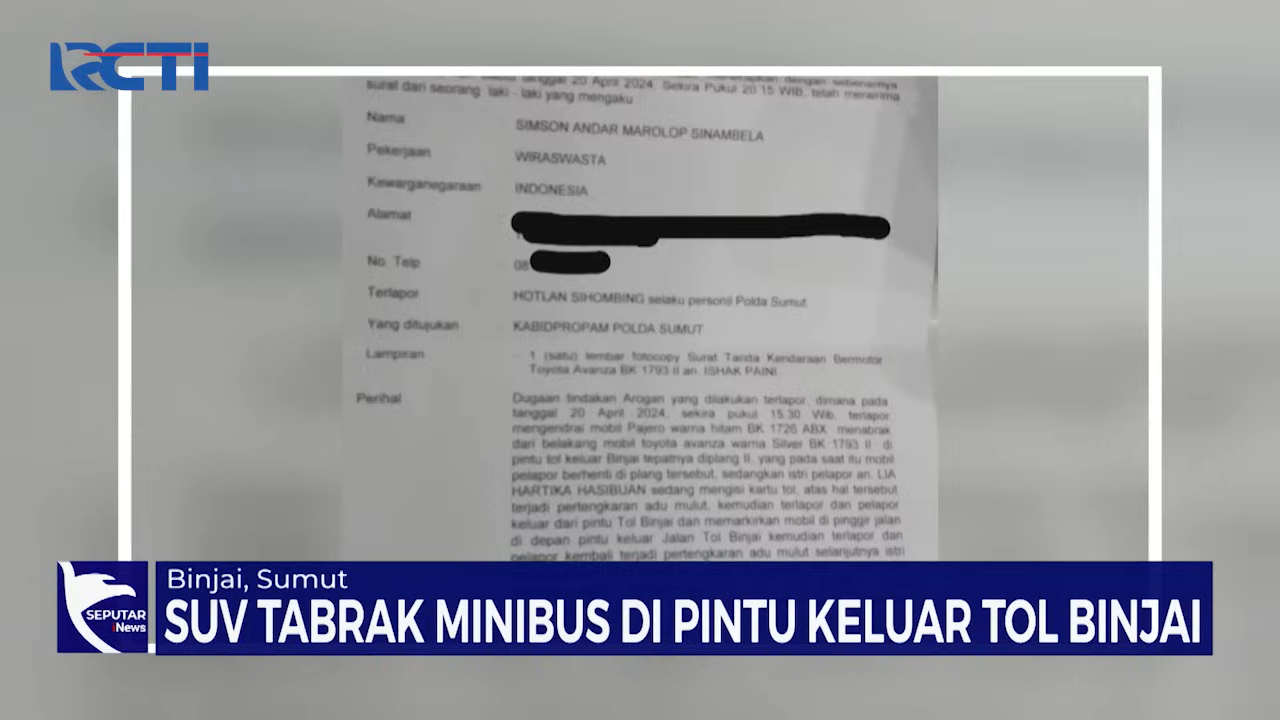 RCTI
tanggal 20 April 2024. Sekira Pukul 20.15 WIB, telah menerima
surat dari seorang laki - laki yang mengaku
Nama SIMSON ANDAR MAROLOP SINAMBELA
Pekerjaan WIRASWASTA
Kewarganegaraan INDONESIA
Alamat
No. Telp 08
Terlapor HOTLAN SIHOMBING selaku personil Polda Sumut
Yang ditujukan KABIDPROPAM POLDA SUMUT
Lampiran - 1 (satu) lembar fotocopy Surat Tanda Kendaraan Bermotor
Toyota Avanza BK 1793 II an. ISHAK PAINI.
Perihal Dugaan tindakan Arogan yang dilakukan terlapor, dimana pada
tanggal 20 April 2024, sekira pukul 15.30 Wib, terlapor
mengendrai mobil Pajero warna hitam BK 1726 ABX menabrak
dari belakang mobil toyota avanza warna Silver BK 1793 II di
pintu tol keluar Binjai tepatnya diplang II, yang pada saat itu mobil
pelapor berhenti di plang tersebut, sedangkan istri pelapor an. LIA
HARTIKA HASIBUAN sedang mengisi kartu tol, atas hal tersebut
terjadi pertengkaran adu mulut, kemudian terlapor dan pelapor
keluar dari pintu Tol Binjai dan memarkirkan mobil di pinggir jalan
di depan pintu keluar Jalan Tol Binjai kemudian terlapor dan
pelapor kembali terjadi pertengkaran adu mulut selanjutnya istri
SEPUTAR
iNews
Binjai, Sumut
SUV TABRAK MINIBUS DI PINTU KELUAR TOL BINJAI